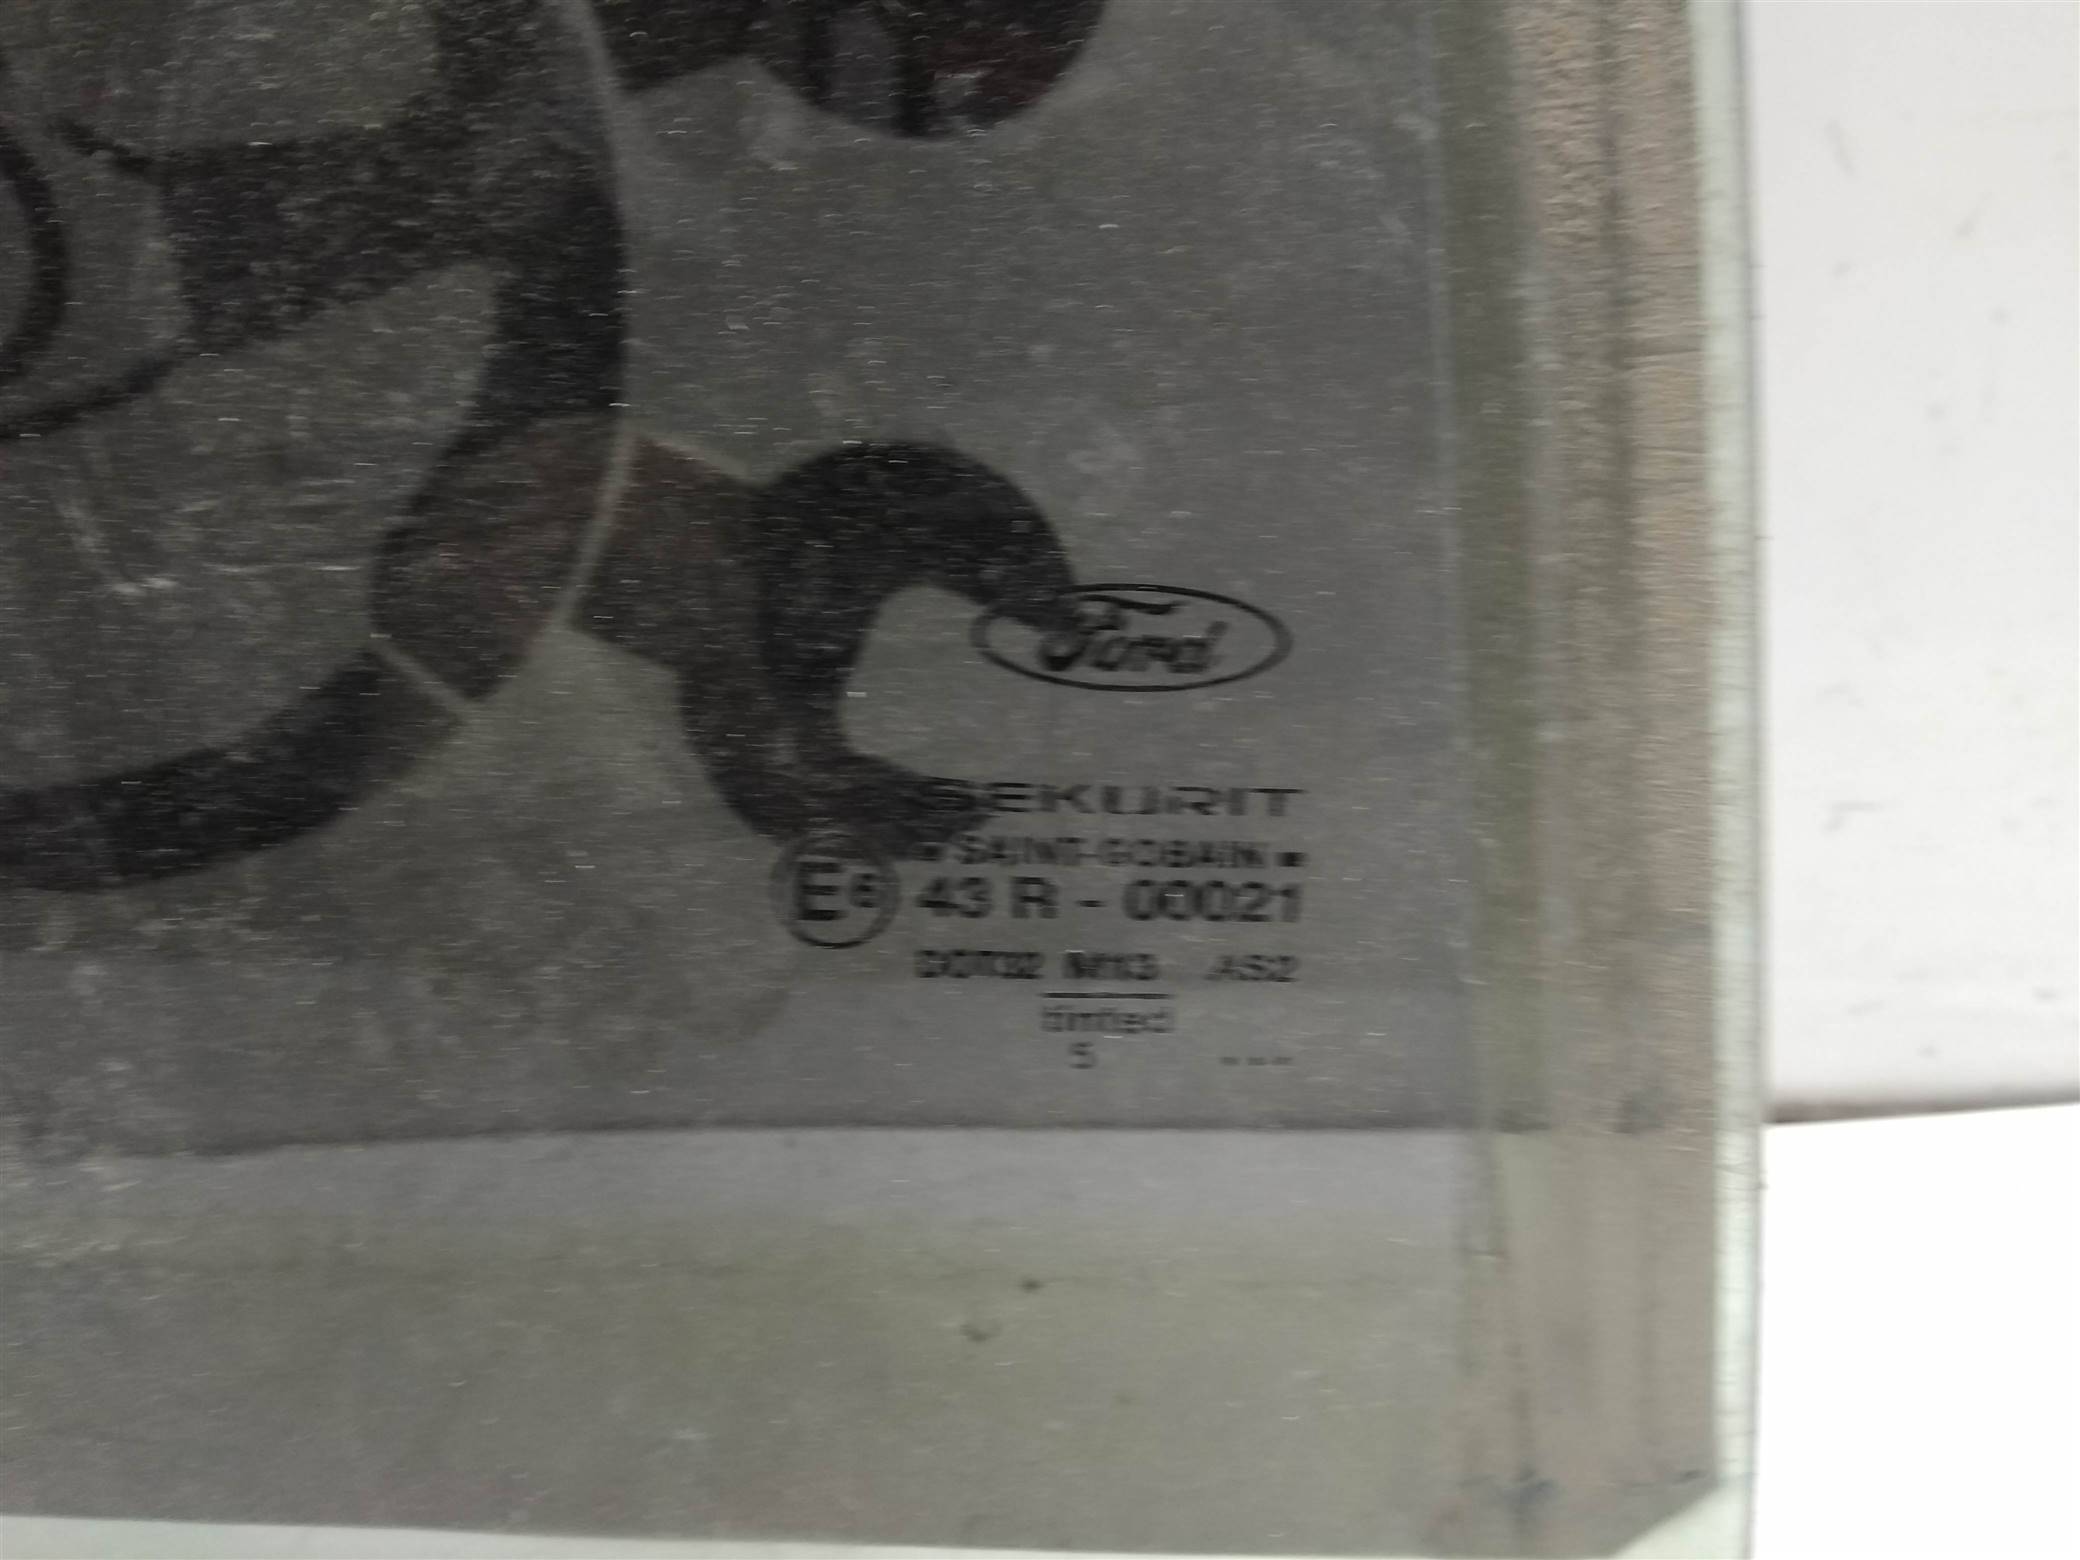 Ford
SEKURIT
SAINT-GOBAIN
E6 43 R - 00021
DOT32 M113 AS2
tinted
5 ...